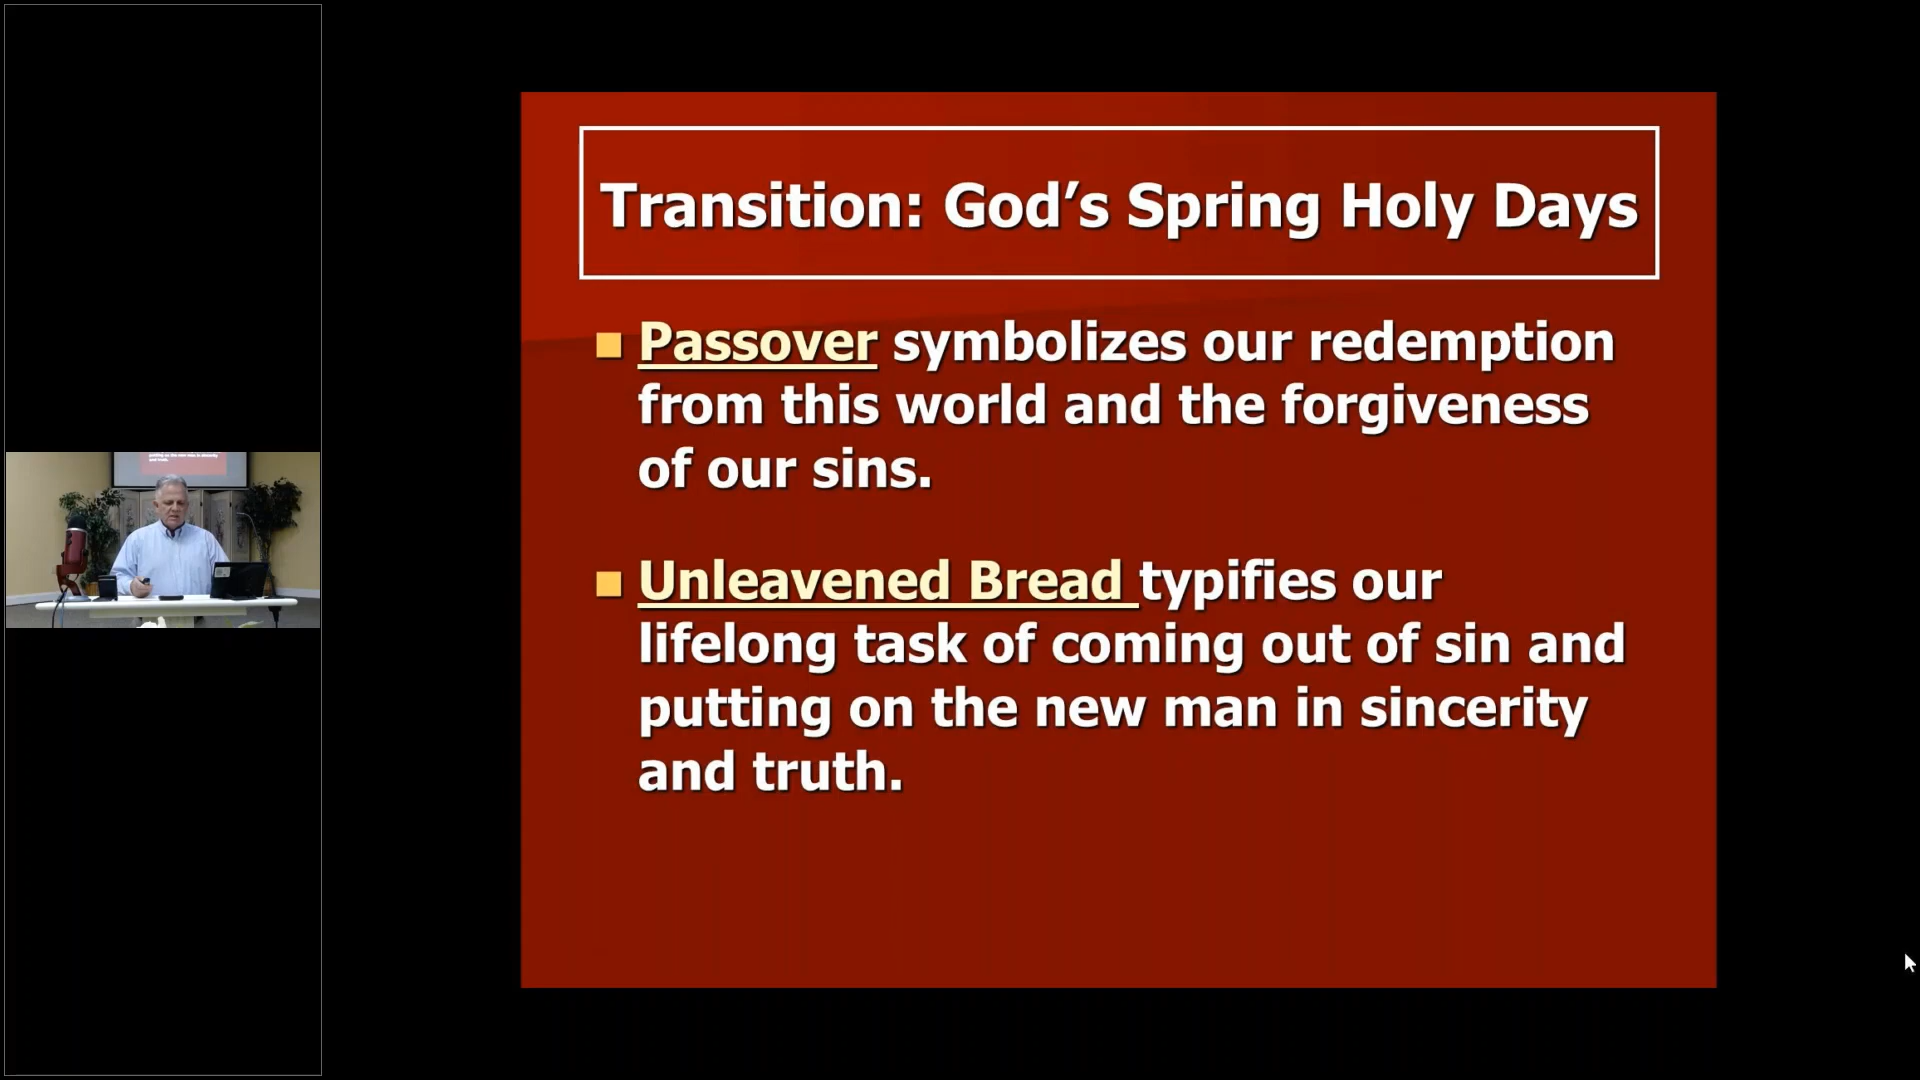 Transition: God’s Spring Holy Days
Passover symbolizes our redemption
from this world and the forgiveness
of our sins.
Unleavened Bread typifies our
lifelong task of coming out of sin and
putting on the new man in sincerity
and truth.